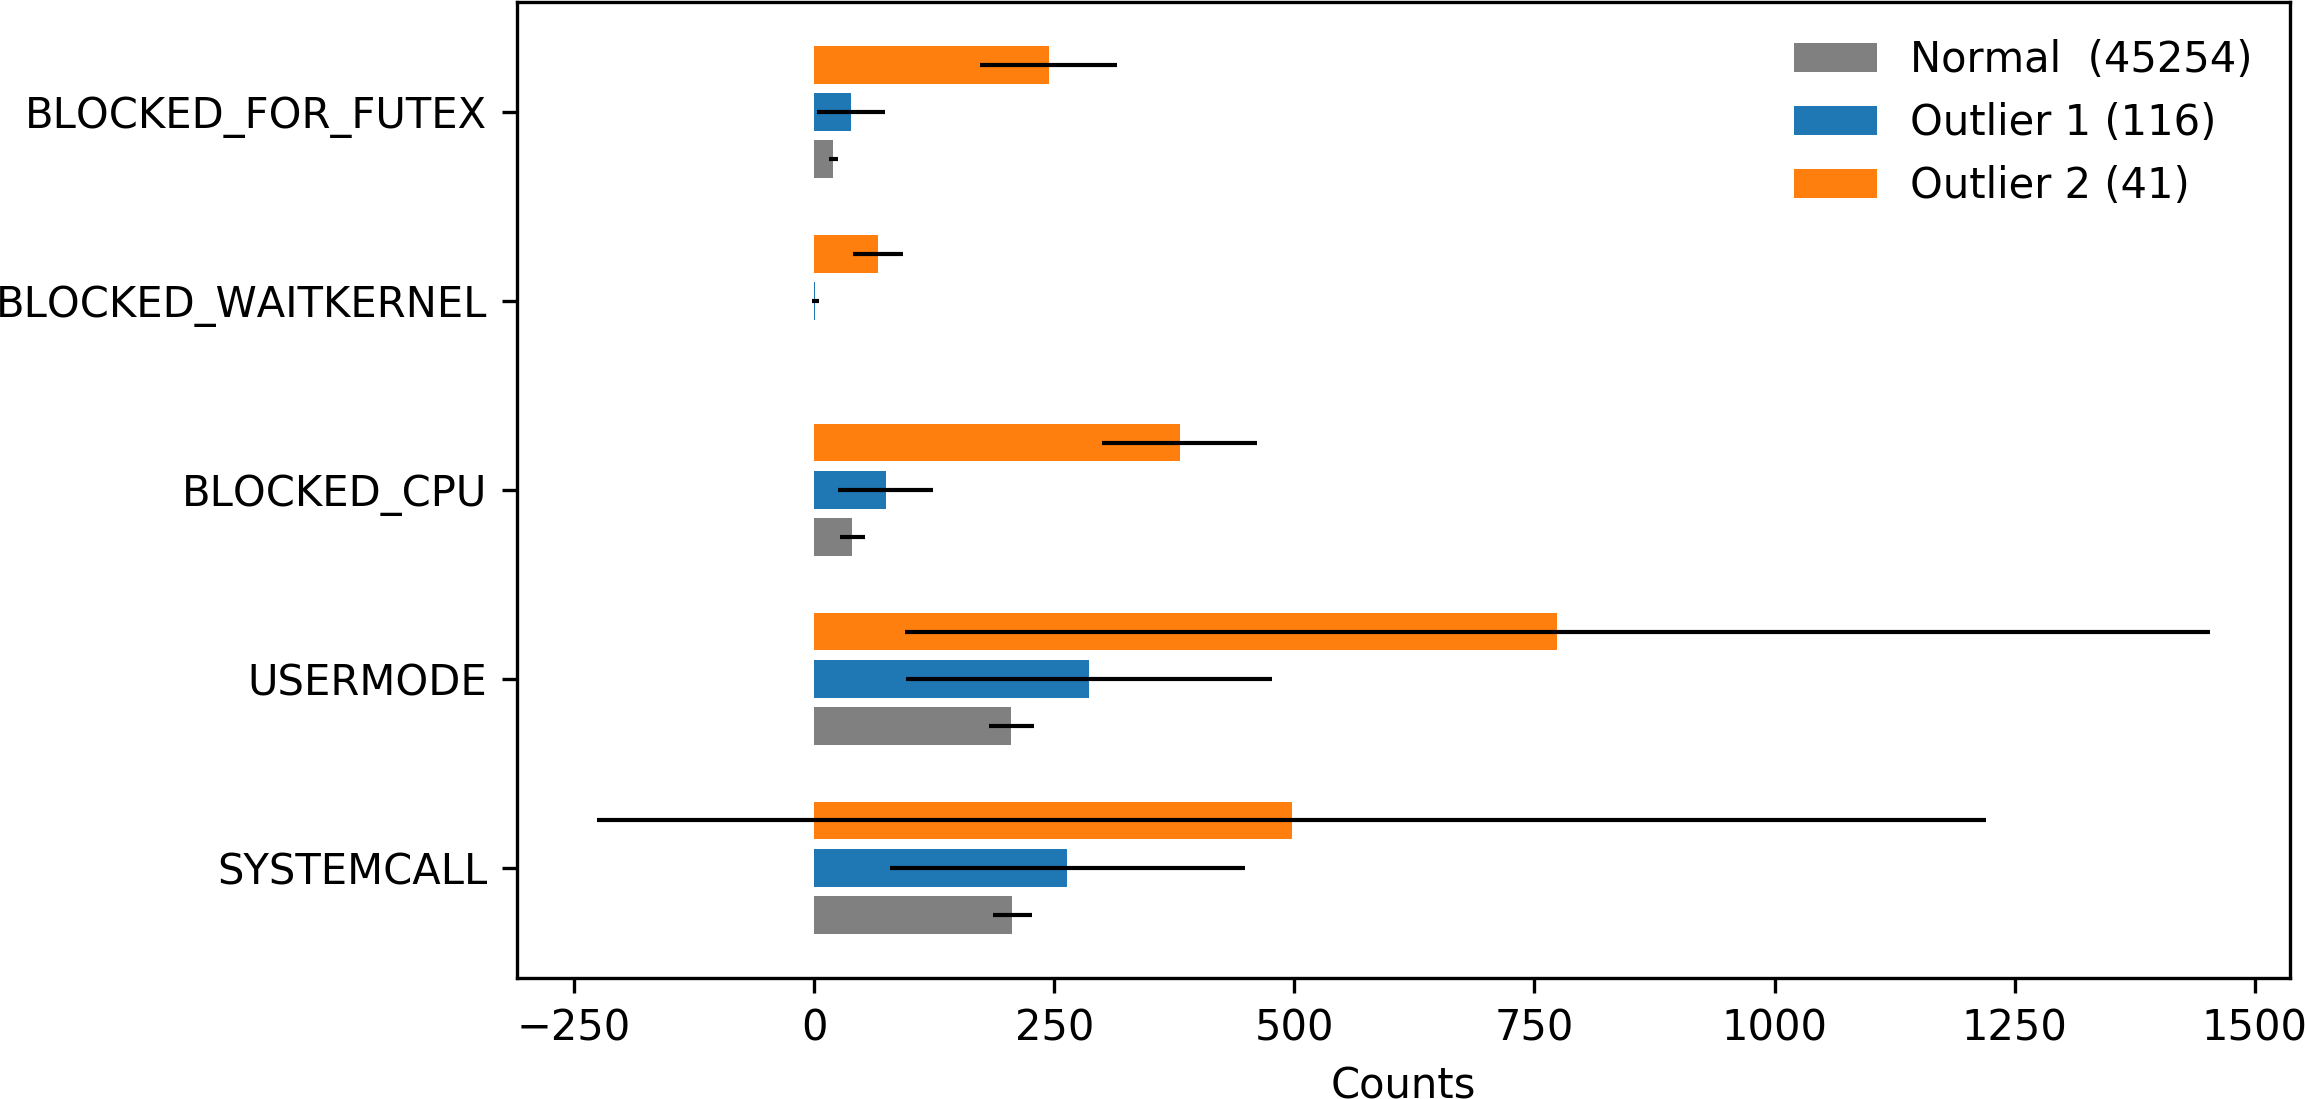 BLOCKED_FOR_FUTEX
BLOCKED_WAITKERNEL
BLOCKED_CPU
USERMODE
SYSTEMCALL
Normal  (45254)
Outlier 1 (116)
Outlier 2 (41)
−250 0 250 500 750 1000 1250 1500
Counts